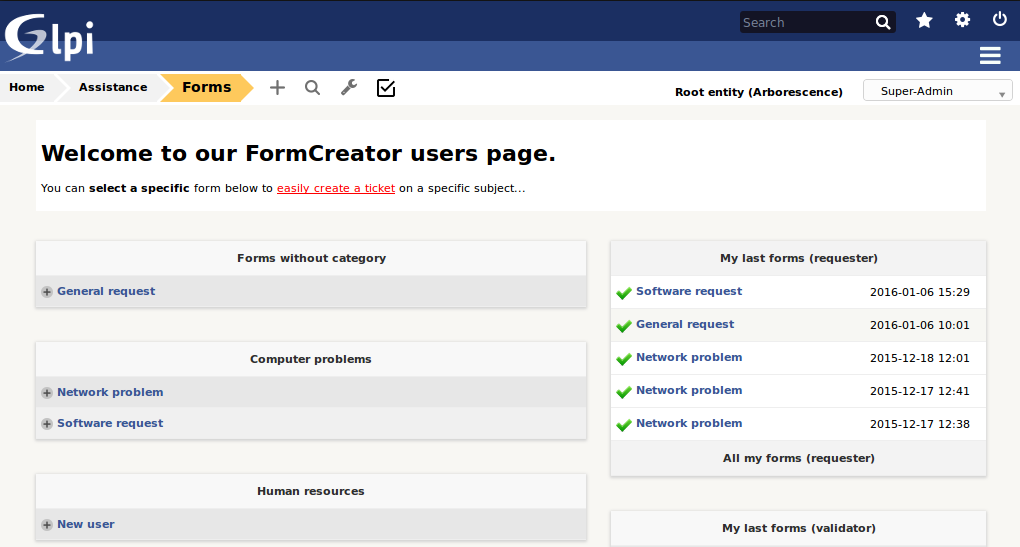 Glpi
Search
Home Assistance Forms
Root entity (Arborescence) Super-Admin
Welcome to our FormCreator users page.
You can select a specific form below to easily create a ticket on a specific subject...
Forms without category
General request
Computer problems
Network problem
Software request
Human resources
New user
My last forms (requester)
Software request 2016-01-06 15:29
General request 2016-01-06 10:01
Network problem 2015-12-18 12:01
Network problem 2015-12-17 12:41
Network problem 2015-12-17 12:38
All my forms (requester)
My last forms (validator)